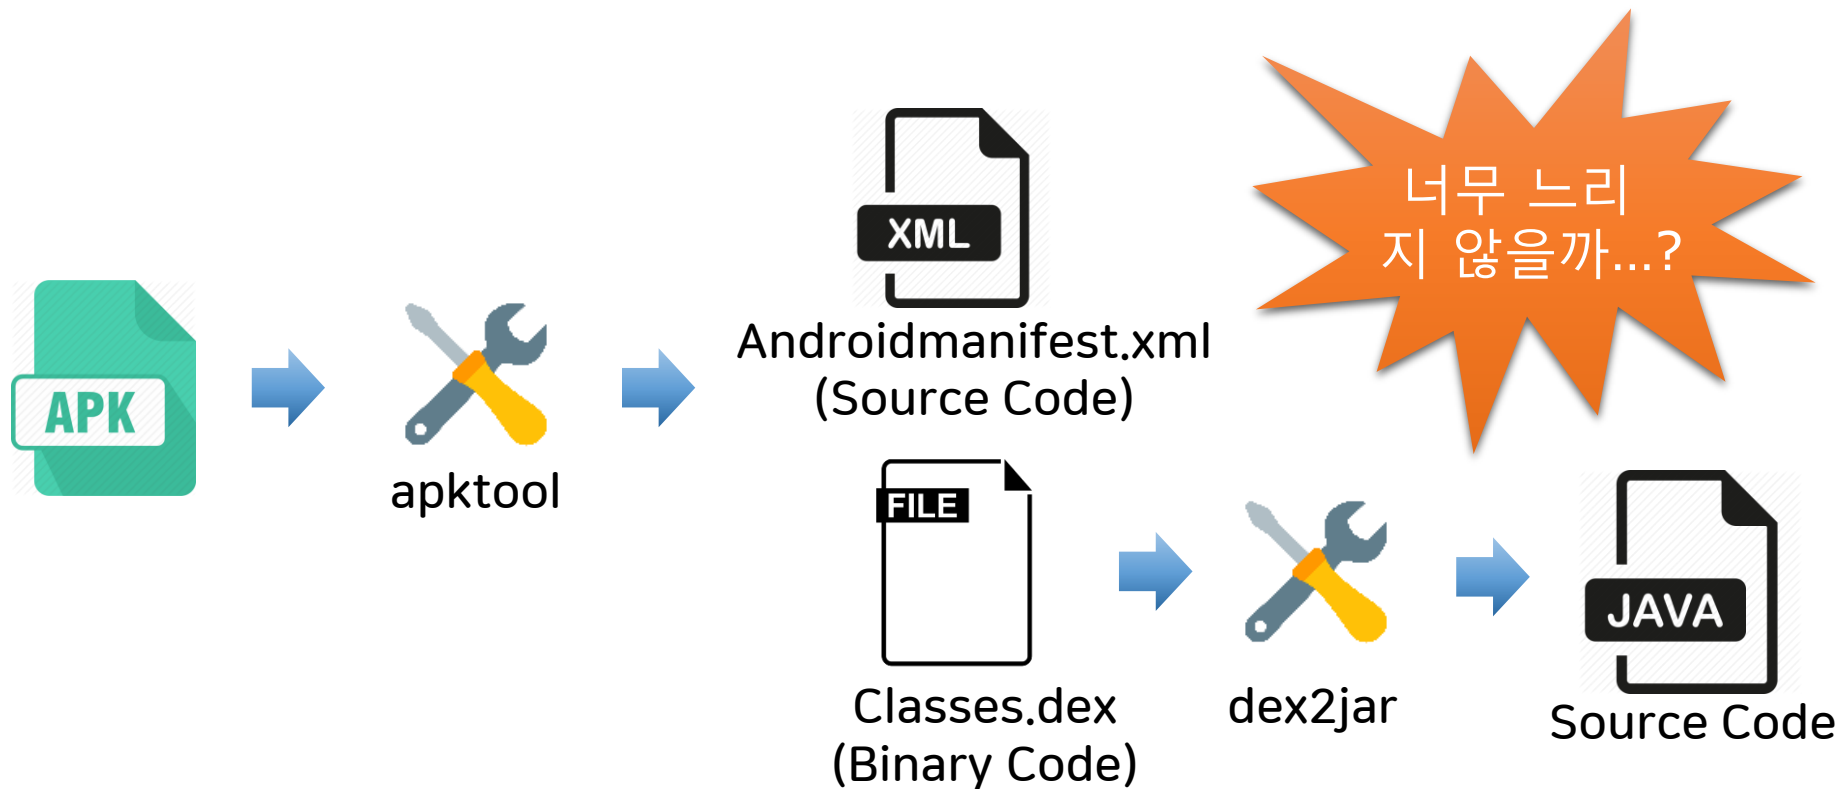 APK
apktool
XML
Androidmanifest.xml
(Source Code)
너무 느리
지 않을까...?
FILE
Classes.dex
(Binary Code)
dex2jar
JAVA
Source Code